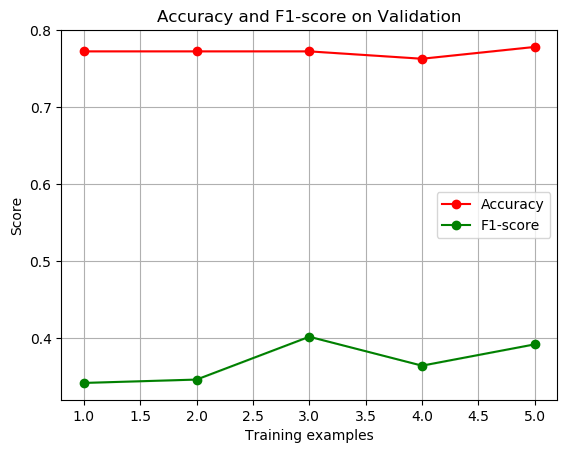 Accuracy and F1-score on Validation
0.8
0.7
0.6
0.5
0.4
Score
Accuracy
F1-score
1.0 1.5 2.0 2.5 3.0 3.5 4.0 4.5 5.0
Training examples